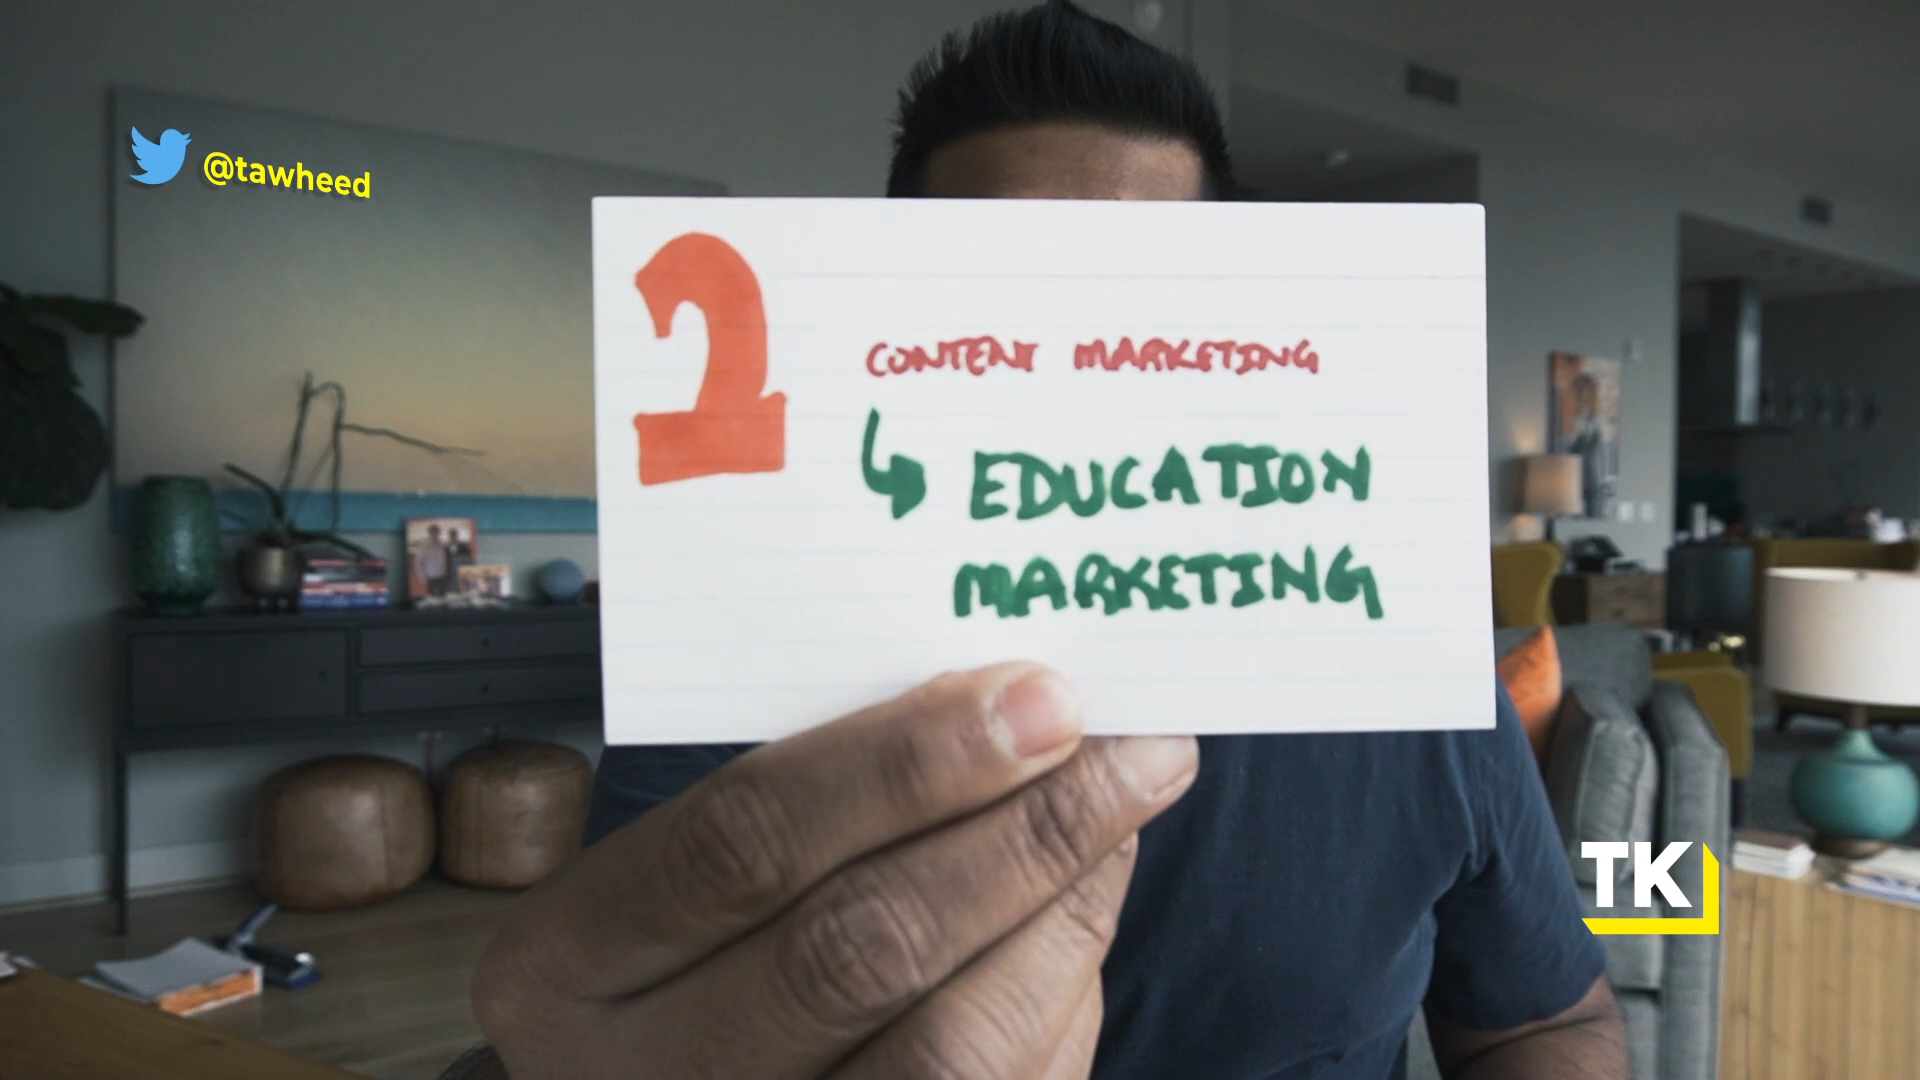 @tawheed
2
CONTENT MARKETING
EDUCATION
MARKETING
TK